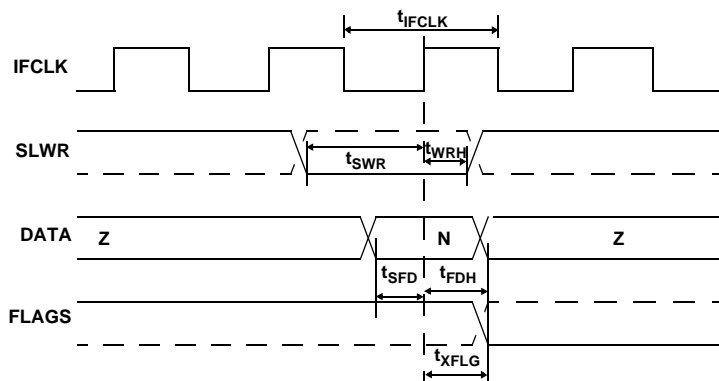 tIFCLK
IFCLK
SLWR
tSWR
tWRH
DATA
Z
N
Z
tSFD
tFDH
FLAGS
tXFLG